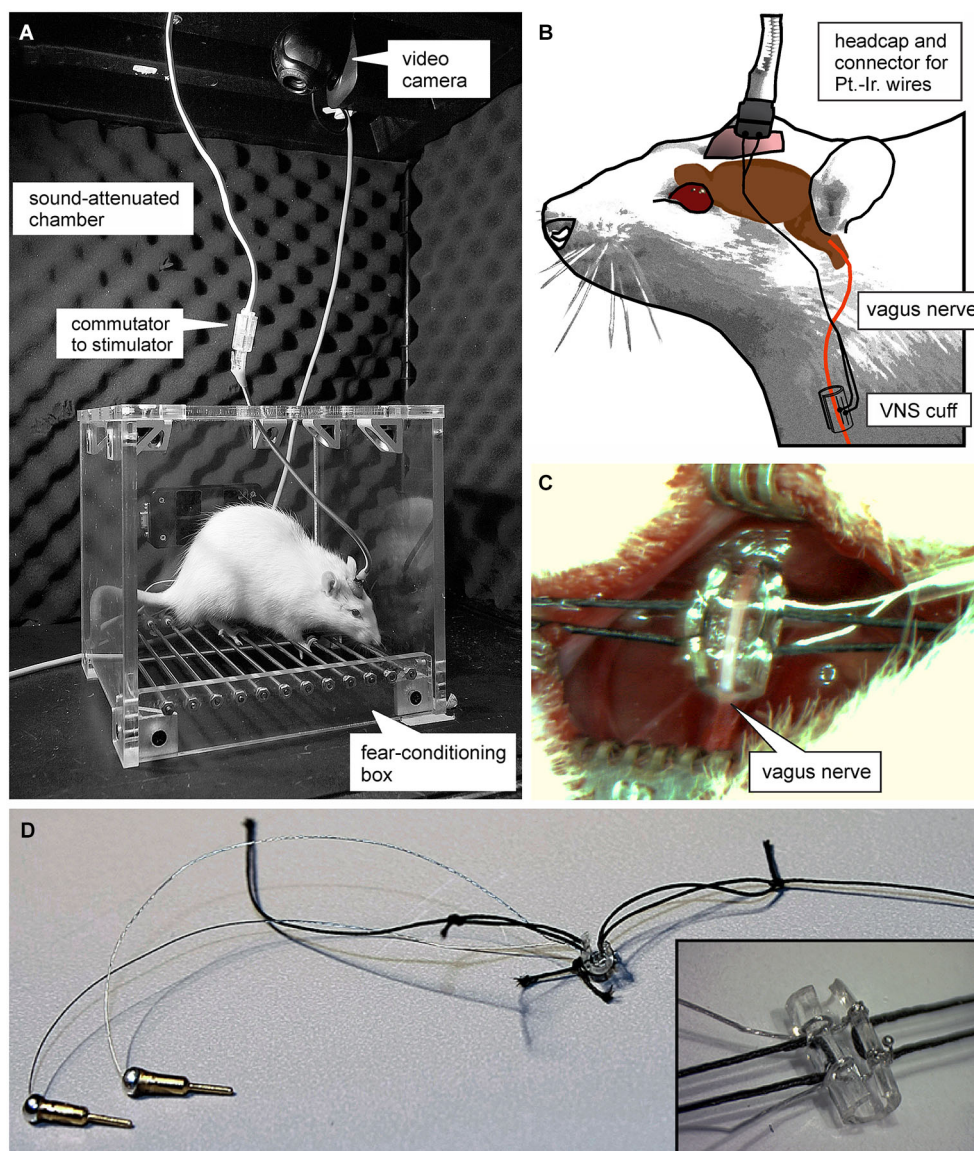 A
video
camera
sound-attenuated
chamber
commutator
to stimulator
fear-conditioning
box
B
headcap and
connector for
Pt.-Ir. wires
vagus nerve
VNS cuff
C
vagus nerve
D